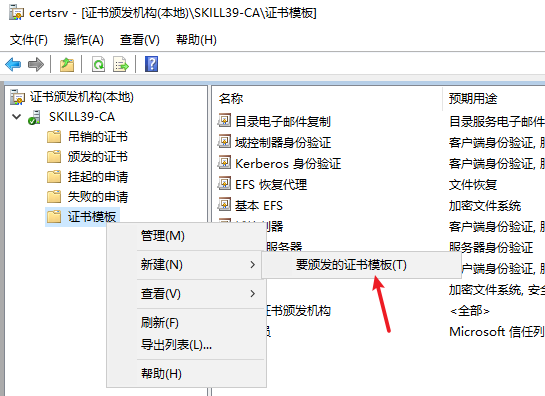 certsrv - [证书颁发机构(本地)\SKILL39-CA\证书模板]
文件(F) 操作(A) 查看(V) 帮助(H)
证书颁发机构(本地)
SKILL39-CA
吊销的证书
颁发的证书
挂起的申请
失败的申请
证书模板
名称 预期用途
目录电子邮件复制 目录服务电子邮件
域控制器身份验证 客户端身份验证, 服
Kerberos 身份验证 客户端身份验证, 服
EFS 恢复代理 文件恢复
基本 EFS 加密文件系统
客户端身份验证, 服
服务器 服务器身份验证
客户端身份验证, 服
加密文件系统, 安全
证书颁发机构 <全部>
员 Microsoft 信任列
管理(M)
新建(N)
要颁发的证书模板(T)
查看(V)
刷新(F)
导出列表(L)...
帮助(H)